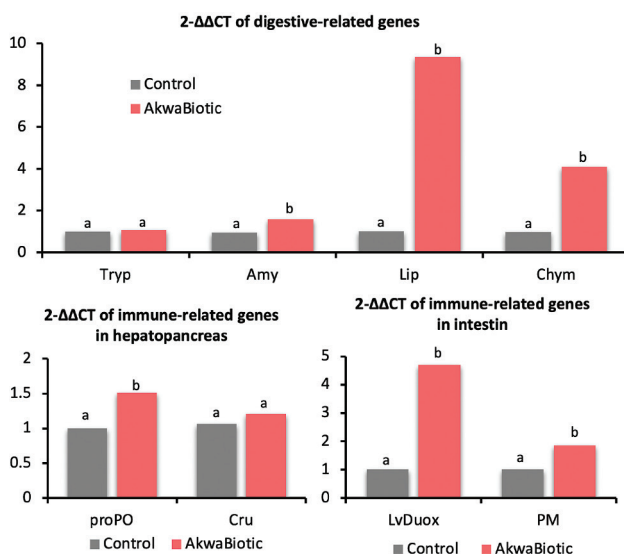 2-ΔΔCT of digestive-related genes
10
8
6
4
2
0
Control
AkwaBiotic
a a a b a b a b
Tryp Amy Lip Chym
2-ΔΔCT of immune-related genes
in hepatopancreas
2
1.5
1
0.5
0
a b a a
proPO Cru
Control AkwaBiotic
2-ΔΔCT of immune-related genes
in intestin
5
4
3
2
1
0
a b a b
LvDuox PM
Control AkwaBiotic